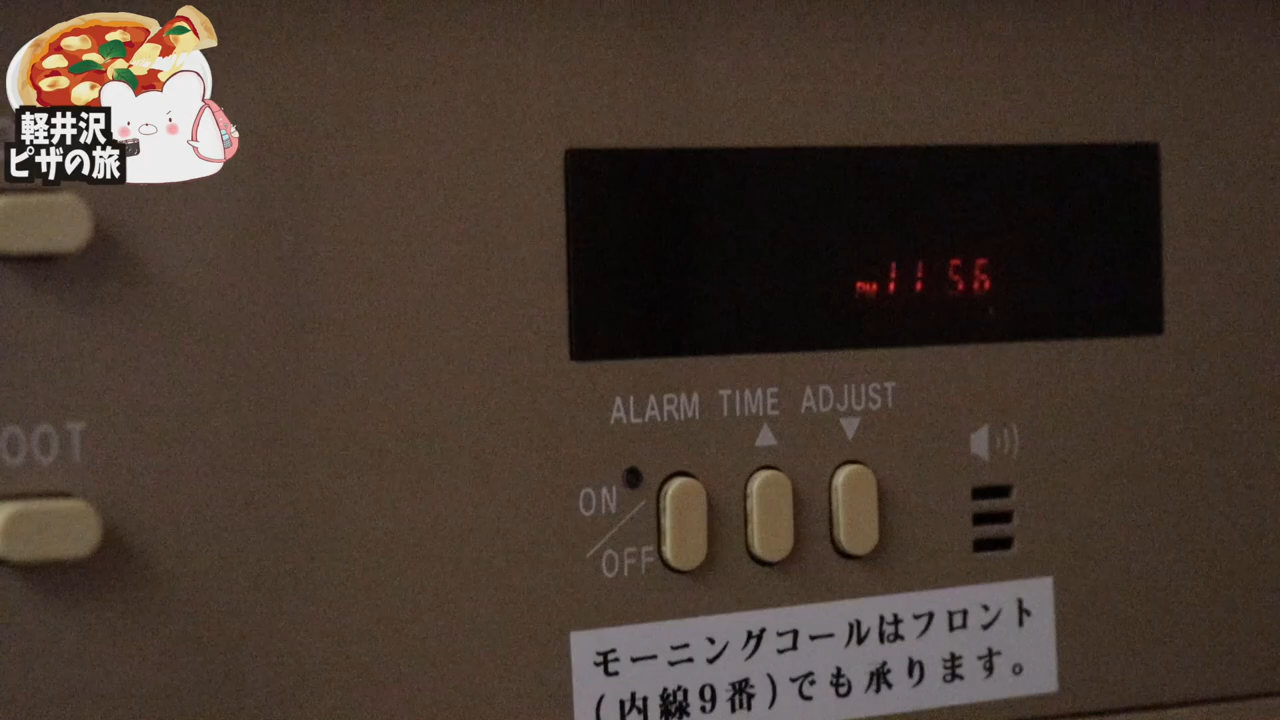 軽井沢
ピザの旅
PM 11 56
OOT
ALARM TIME ADJUST
ON
OFF
モーニングコールはフロント
(内線9番)でも承ります。